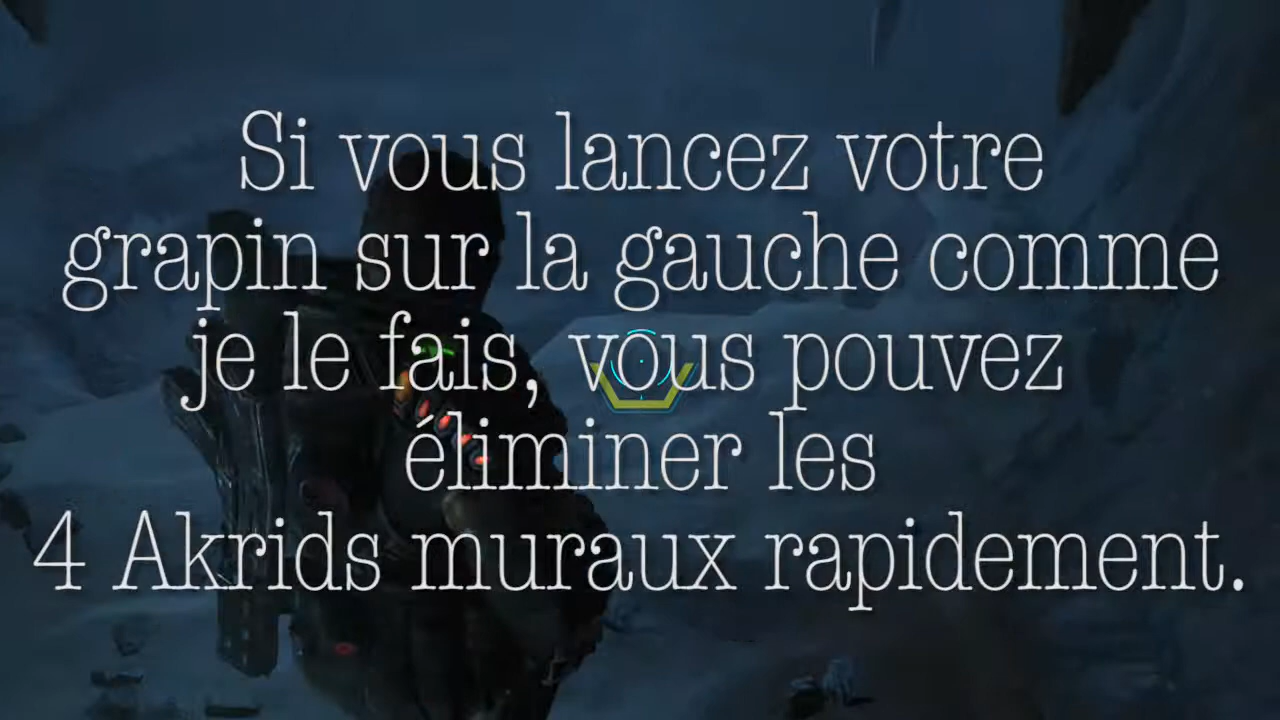 Si vous lancez votre
grapin sur la gauche comme
je le fais, vous pouvez
éliminer les
4 Akrids muraux rapidement.